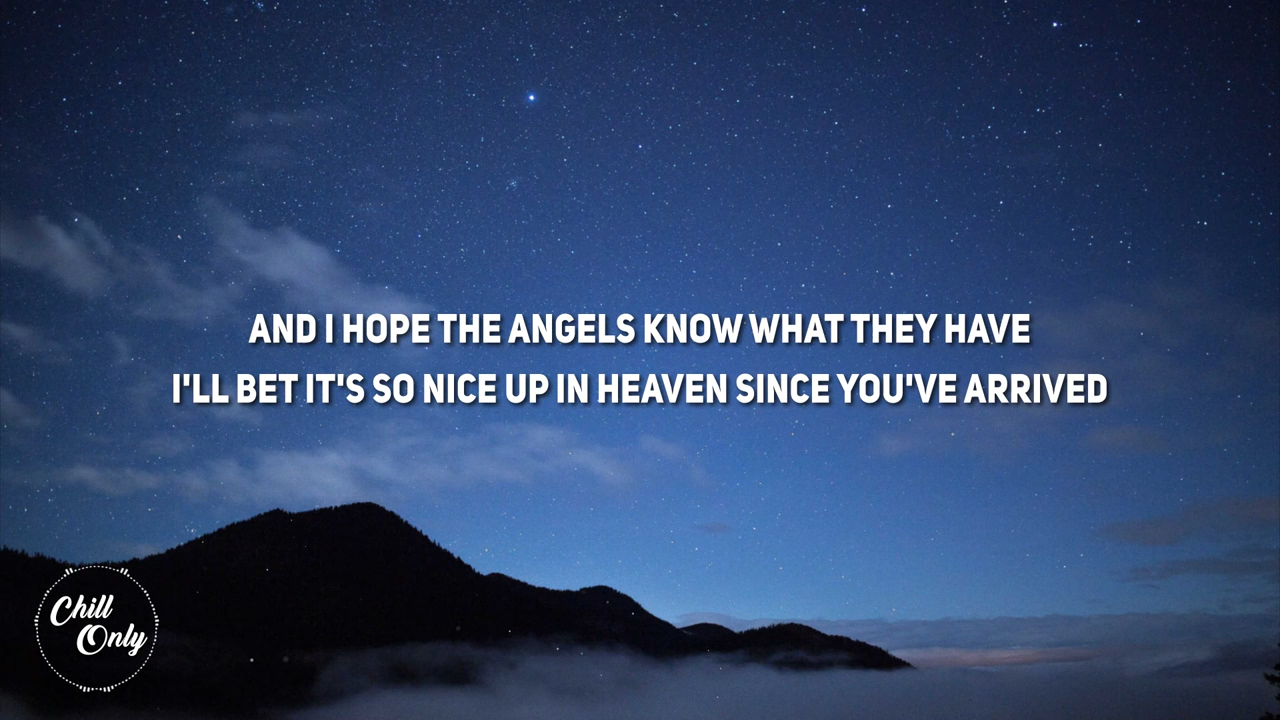 AND I HOPE THE ANGELS KNOW WHAT THEY HAVE
I'LL BET IT'S SO NICE UP IN HEAVEN SINCE YOU'VE ARRIVED
Chill
Only